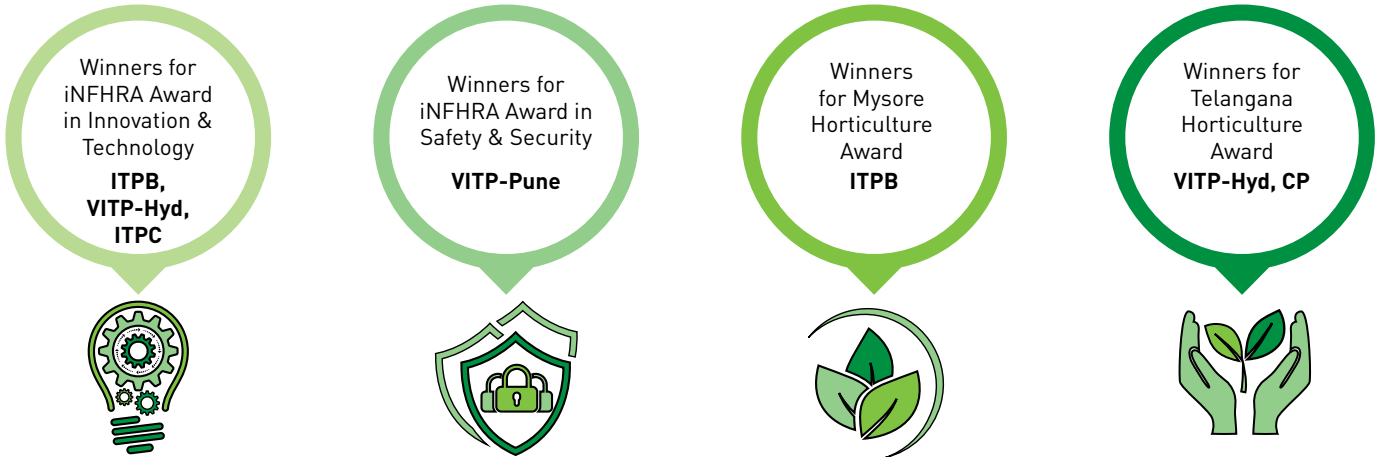 Winners for
iNFHRA Award
in Innovation &
Technology
ITPB,
VITP-Hyd,
ITPC
Winners for
iNFHRA Award in
Safety & Security
VITP-Pune
Winners
for Mysore
Horticulture
Award
ITPB
Winners for
Telangana
Horticulture
Award
VITP-Hyd, CP